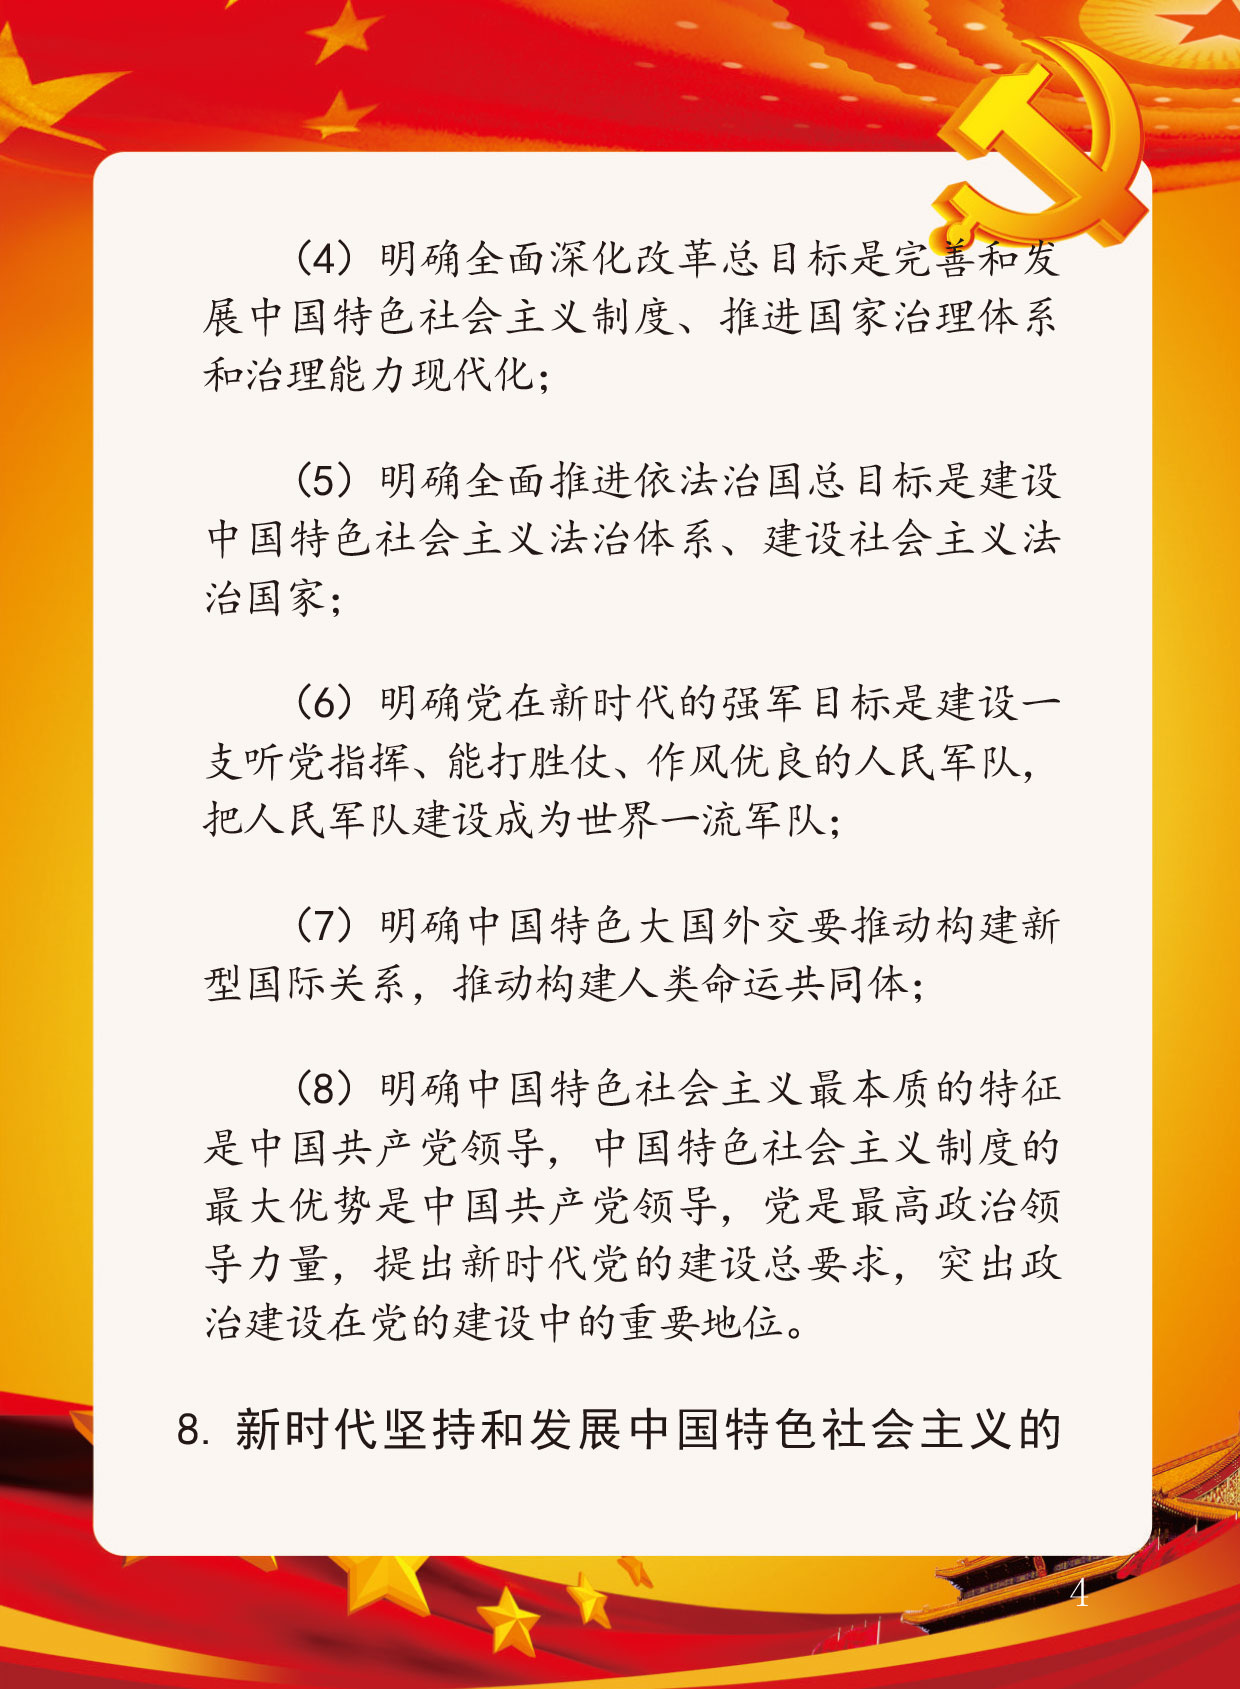 （4）明确全面深化改革总目标是完善和发
展中国特色社会主义制度、推进国家治理体系
和治理能力现代化；
（5）明确全面推进依法治国总目标是建设
中国特色社会主义法治体系、建设社会主义法
治国家；
（6）明确党在新时代的强军目标是建设一
支听党指挥、能打胜仗、作风优良的人民军队，
把人民军队建设成为世界一流军队；
（7）明确中国特色大国外交要推动构建新
型国际关系，推动构建人类命运共同体；
（8）明确中国特色社会主义最本质的特征
是中国共产党领导，中国特色社会主义制度的
最大优势是中国共产党领导，党是最高政治领
导力量，提出新时代党的建设总要求，突出政
治建设在党的建设中的重要地位。
8. 新时代坚持和发展中国特色社会主义的
4